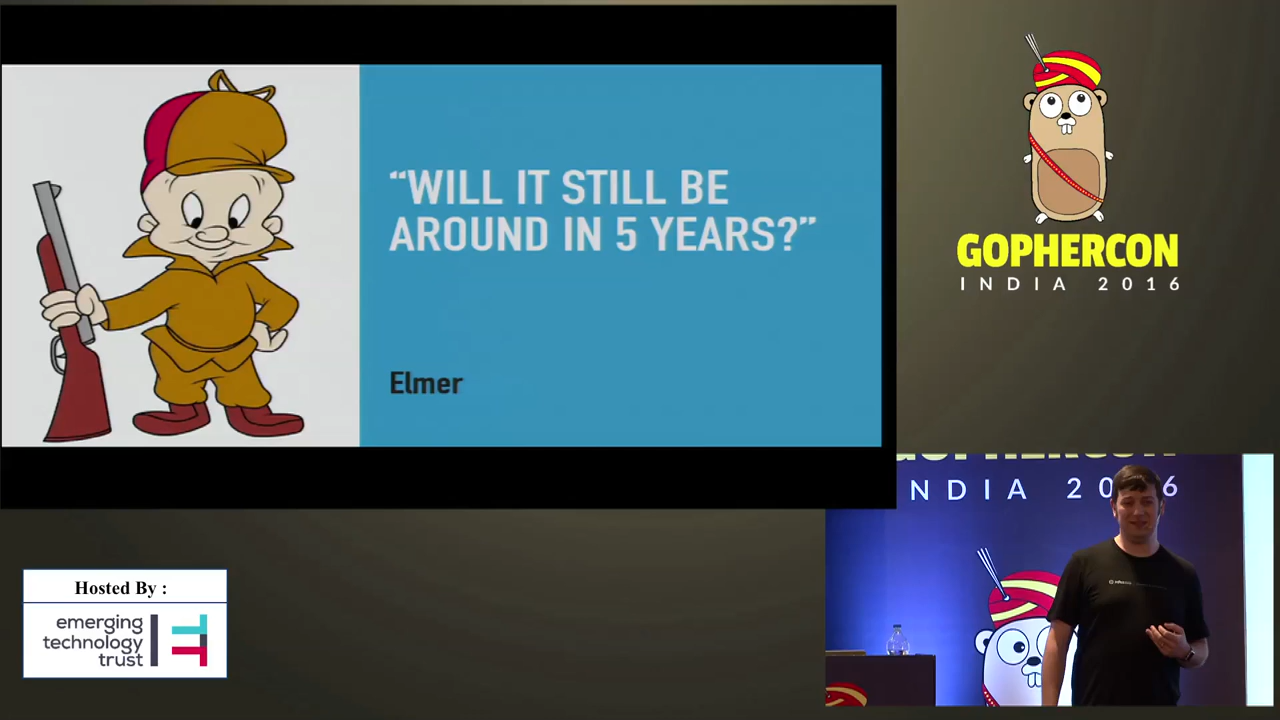 “WILL IT STILL BE
AROUND IN 5 YEARS?”
Elmer
GOPHERCON
INDIA 2016
Hosted By :
emerging
technology
trust
GOPHERCON
NDIA 2016